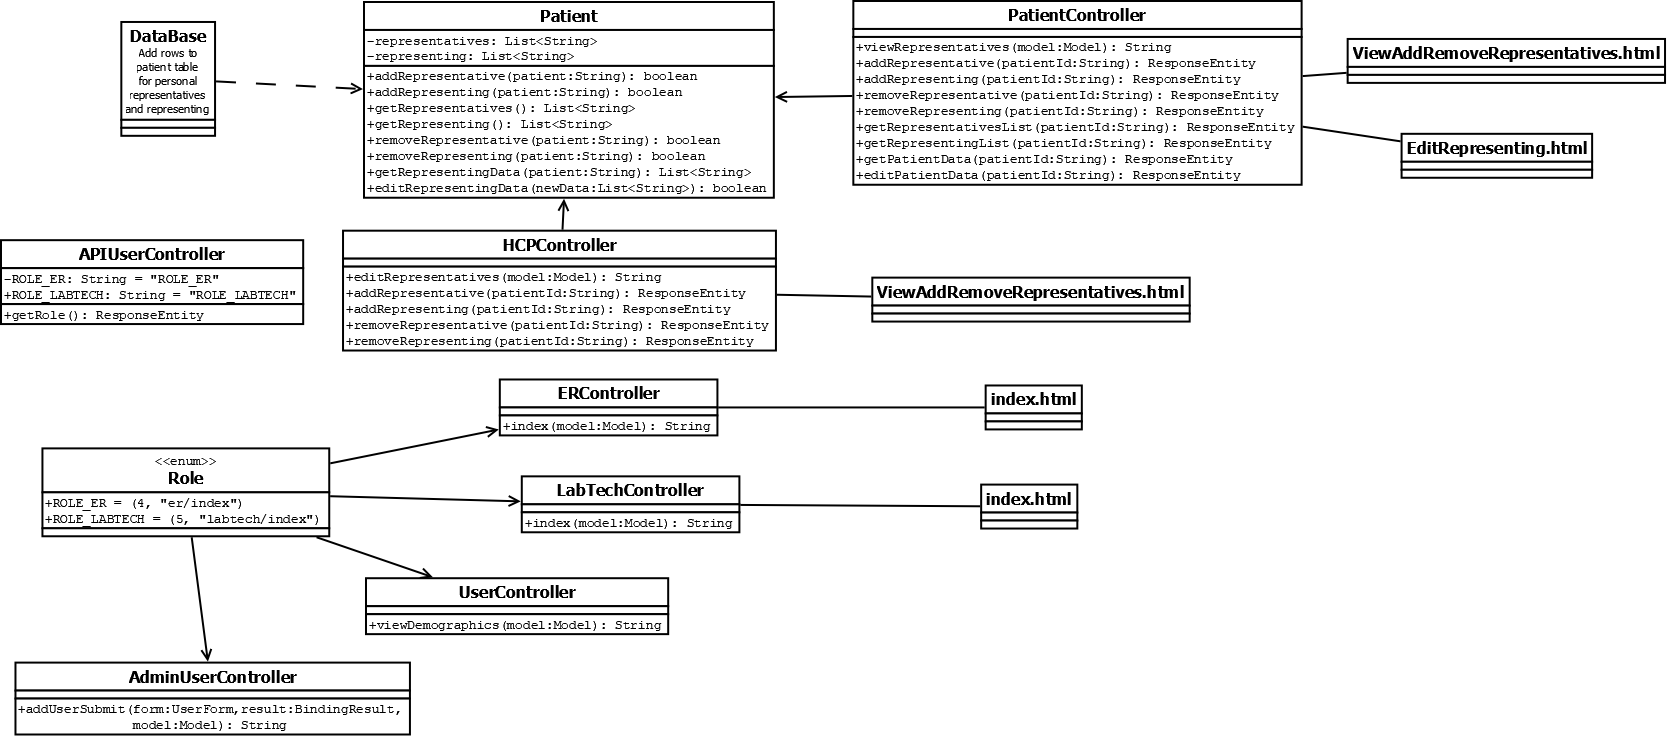 DataBase
Add rows to
patient table
for personal
representatives
and representing
Patient
-representatives: List<String>
-representing: List<String>
+addRepresentative(patient:String): boolean
+addRepresenting(patient:String): boolean
+getRepresentatives(): List<String>
+getRepresenting(): List<String>
+removeRepresentative(patient:String): boolean
+removeRepresenting(patient:String): boolean
+getRepresentingData(patient:String): List<String>
+editRepresentingData(newData:List<String>): boolean
PatientController
+viewRepresentatives(model:Model): String
+addRepresentative(patientId:String): ResponseEntity
+addRepresenting(patientId:String): ResponseEntity
+removeRepresentative(patientId:String): ResponseEntity
+removeRepresenting(patientId:String): ResponseEntity
+getRepresentativesList(patientId:String): ResponseEntity
+getRepresentingList(patientId:String): ResponseEntity
+getPatientData(patientId:String): ResponseEntity
+editPatientData(patientId:String): ResponseEntity
ViewAddRemoveRepresentatives.html
EditRepresenting.html
APIUserController
-ROLE_ER: String = "ROLE_ER"
+ROLE_LABTECH: String = "ROLE_LABTECH"
+getRole(): ResponseEntity
HCPController
+editRepresentatives(model:Model): String
+addRepresentative(patientId:String): ResponseEntity
+addRepresenting(patientId:String): ResponseEntity
+removeRepresentative(patientId:String): ResponseEntity
+removeRepresenting(patientId:String): ResponseEntity
ViewAddRemoveRepresentatives.html
ERController
+index(model:Model): String
index.html
<<enum>>
Role
+ROLE_ER = (4, "er/index")
+ROLE_LABTECH = (5, "labtech/index")
LabTechController
+index(model:Model): String
index.html
UserController
+viewDemographics(model:Model): String
AdminUserController
+addUserSubmit(form:UserForm,result:BindingResult,
model:Model): String